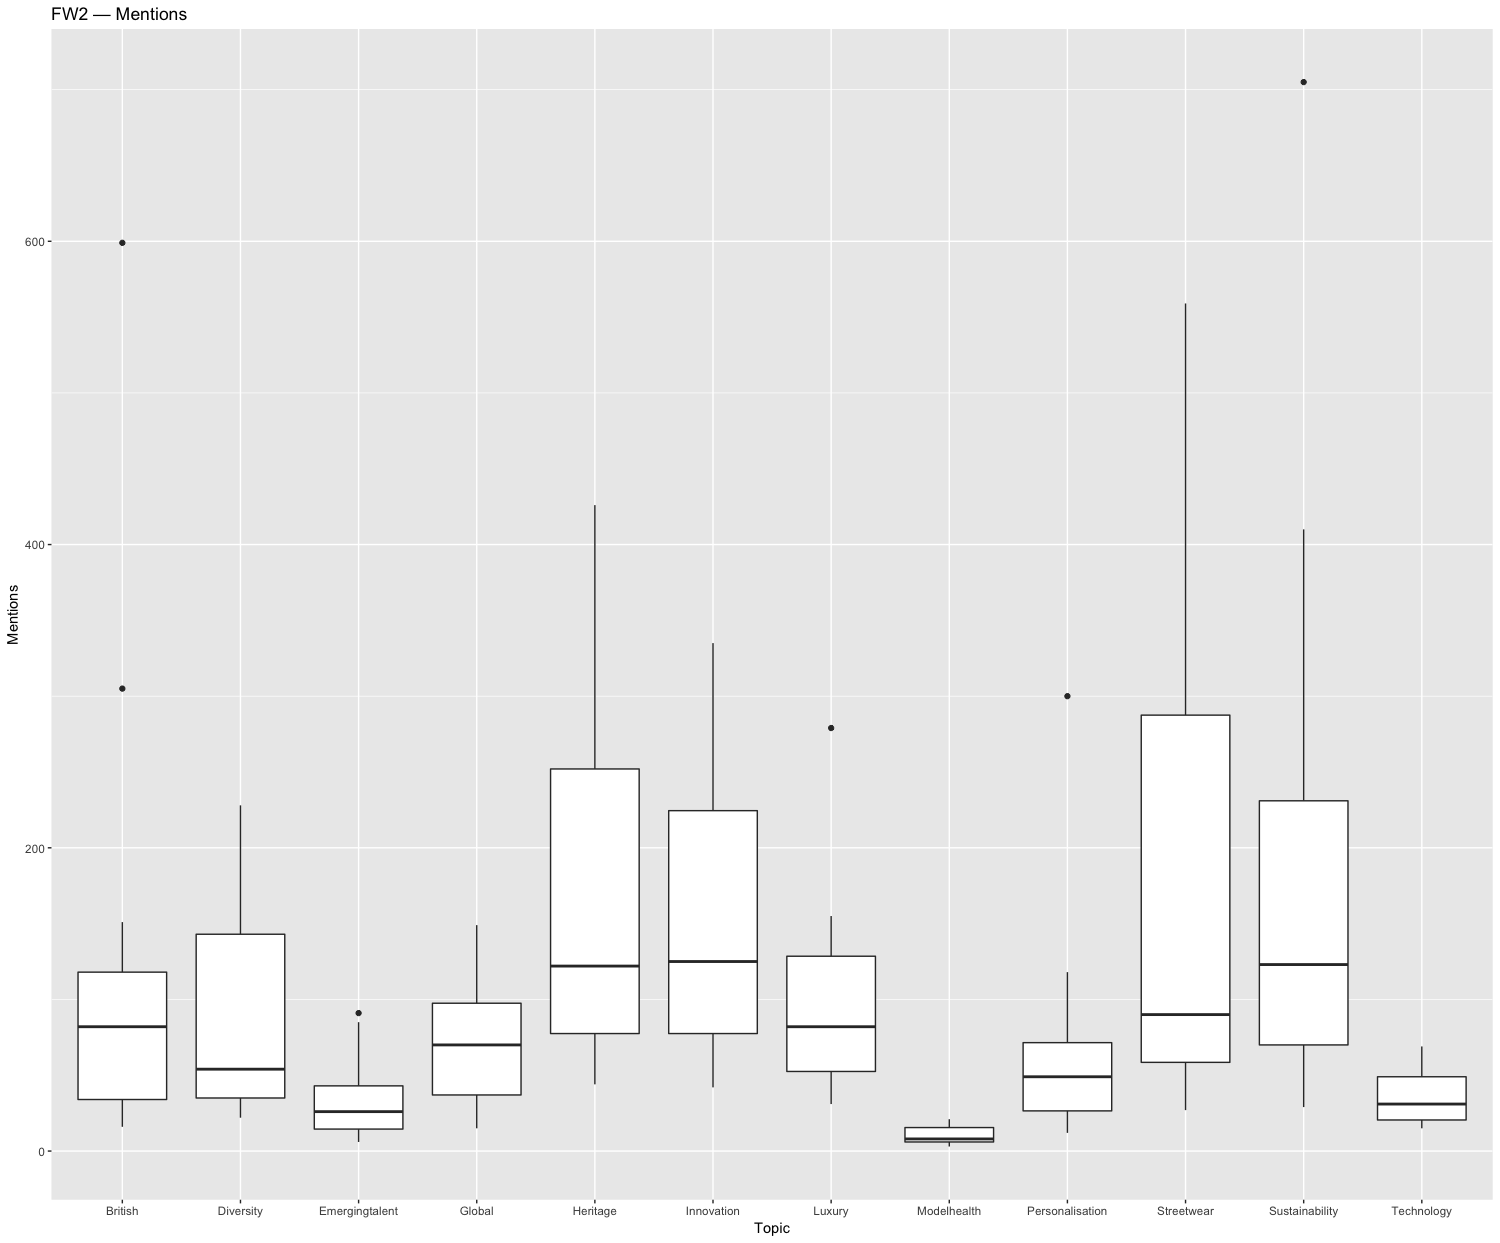 FW2 — Mentions
Mentions
600
400
200
0
British Diversity Emergingtalent Global Heritage Innovation Luxury Modelhealth Personalisation Streetwear Sustainability Technology
Topic